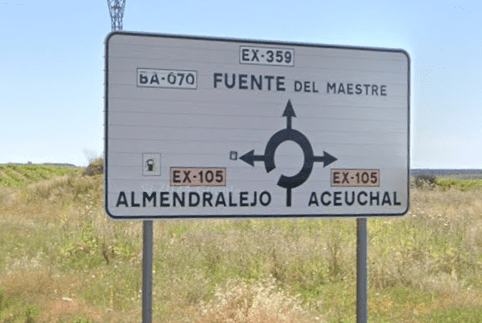 EX-359
BA-070
FUENTE DEL MAESTRE
EX-105
EX-105
ALMENDRALEJO
ACEUCHAL